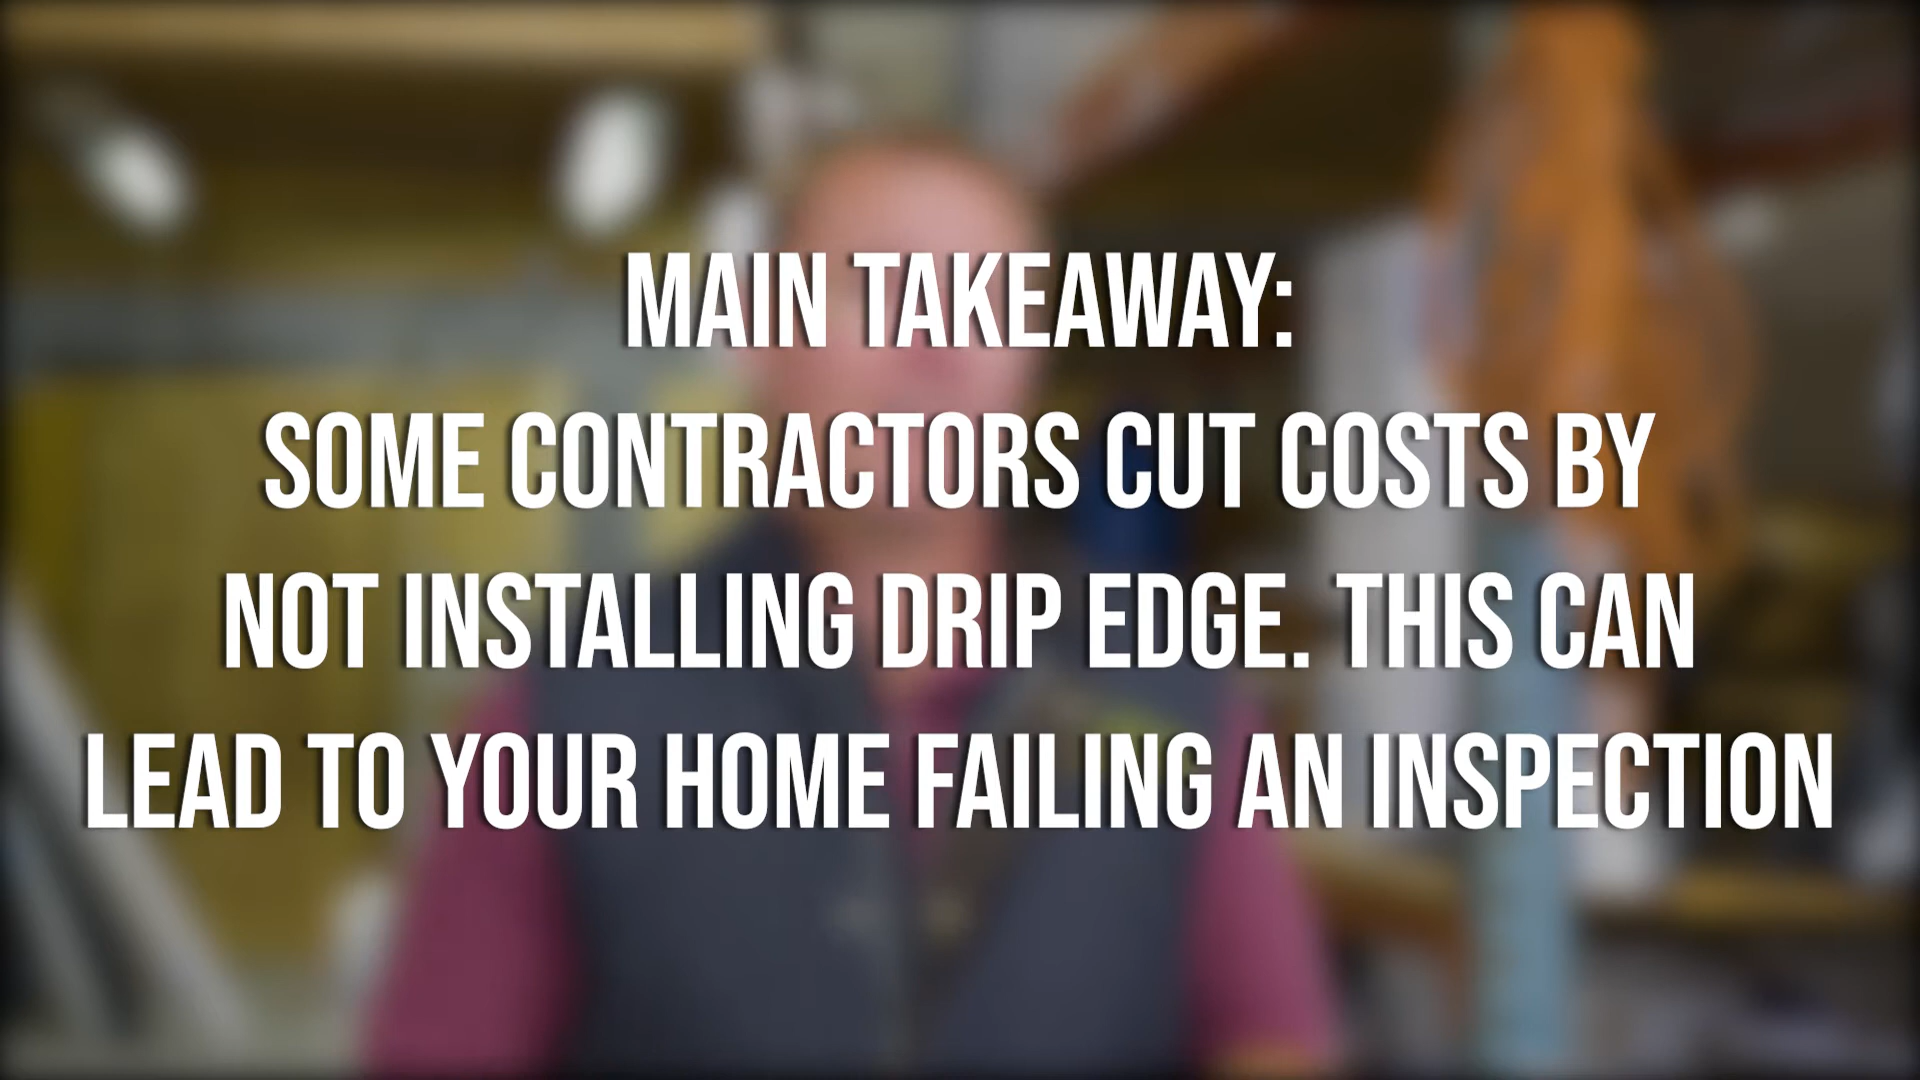 MAIN TAKEAWAY:
SOME CONTRACTORS CUT COSTS BY
NOT INSTALLING DRIP EDGE. THIS CAN
LEAD TO YOUR HOME FAILING AN INSPECTION